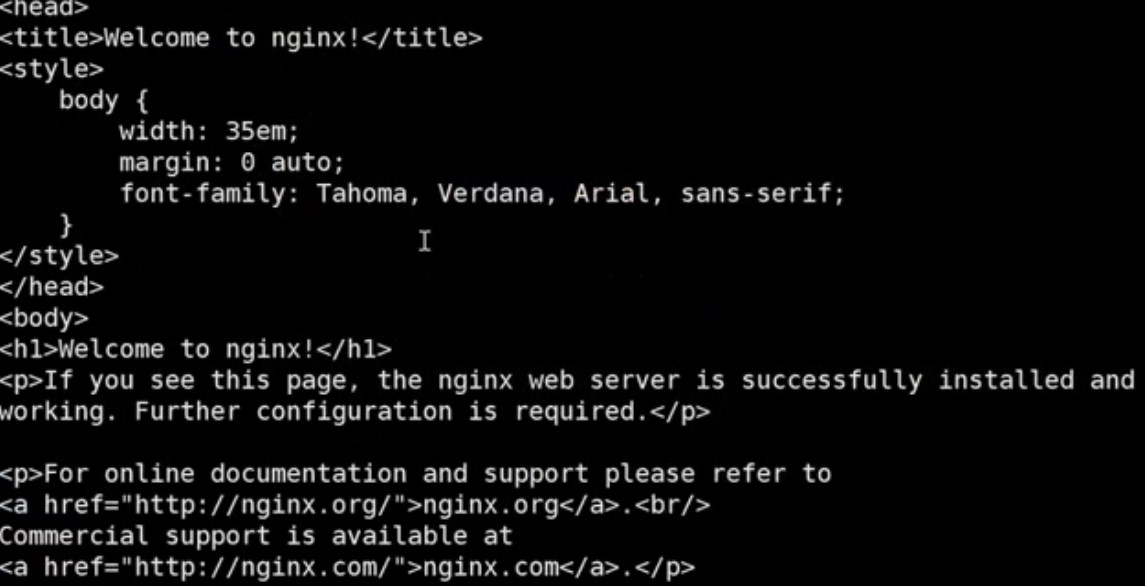 <head>
<title>Welcome to nginx!</title>
<style>
    body {
        width: 35em;
        margin: 0 auto;
        font-family: Tahoma, Verdana, Arial, sans-serif;
    }
</style>
</head>
<body>
<h1>Welcome to nginx!</h1>
<p>If you see this page, the nginx web server is successfully installed and
working. Further configuration is required.</p>

<p>For online documentation and support please refer to
<a href="http://nginx.org/">nginx.org</a>.<br/>
Commercial support is available at
<a href="http://nginx.com/">nginx.com</a>.</p>